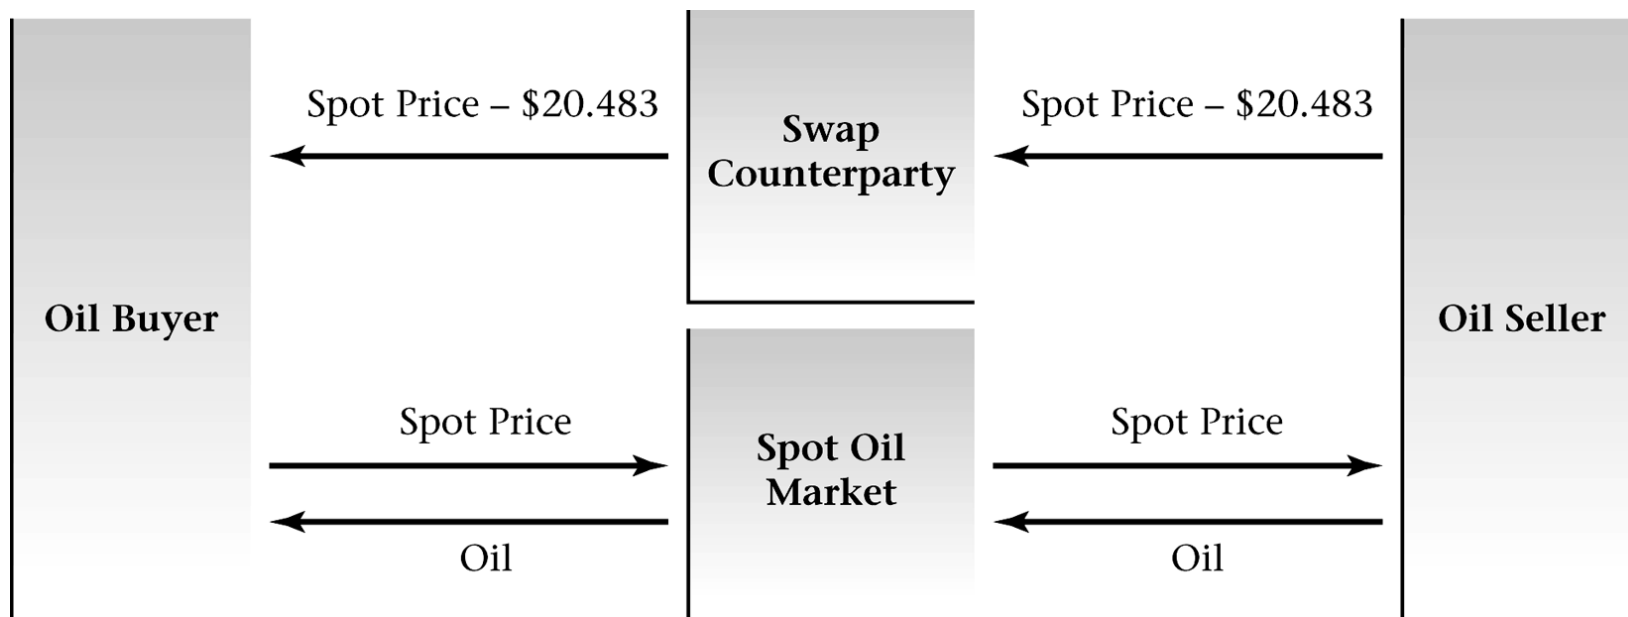 Spot Price – $20.483
Spot Price – $20.483
Swap
Counterparty
Oil Buyer
Oil Seller
Spot Price
Spot Price
Spot Oil
Market
Oil
Oil